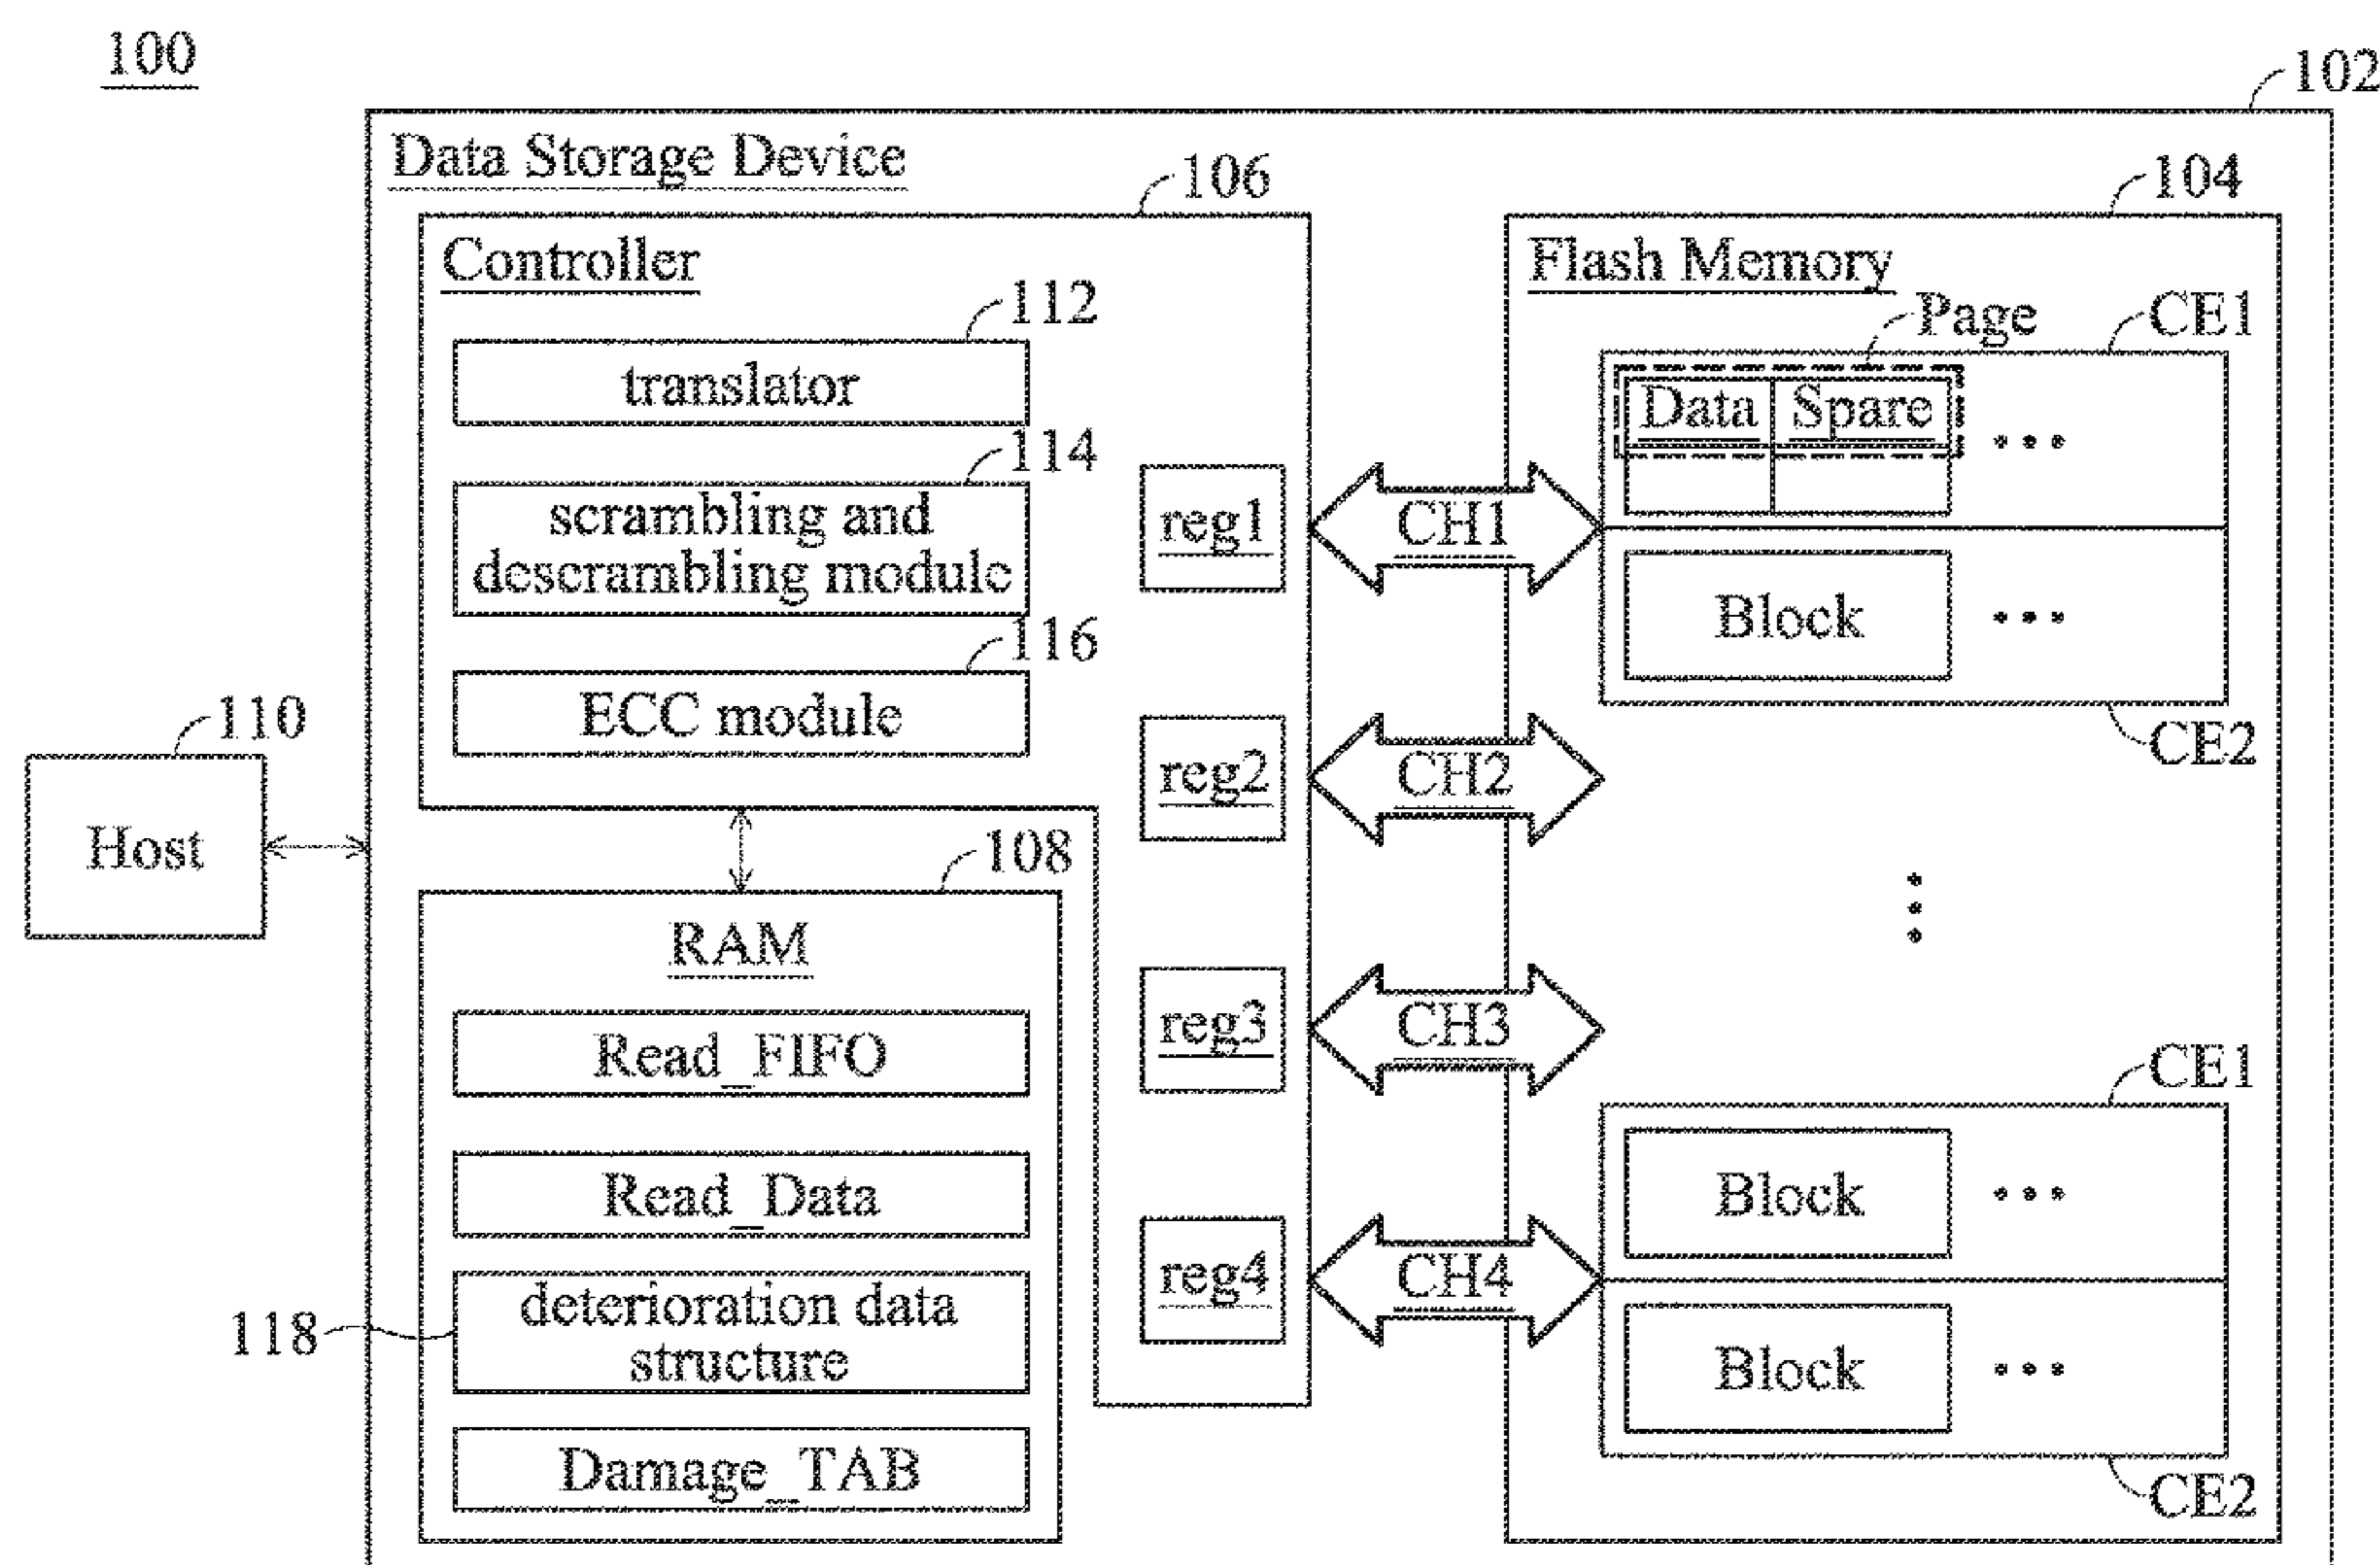 100
102
Data Storage Device
106
104
Controller
Flash Memory
112
Page
CE1
translator
Data
Spare
...
114
scrambling and
descrambling module
reg1
CH1
Block
...
116
ECC module
CE2
110
reg2
CH2
Host
108
RAM
reg3
CH3
Read_FIFO
CE1
Read_Data
Block
...
deterioration data
structure
118
reg4
CH4
Block
...
Damage_TAB
CE2